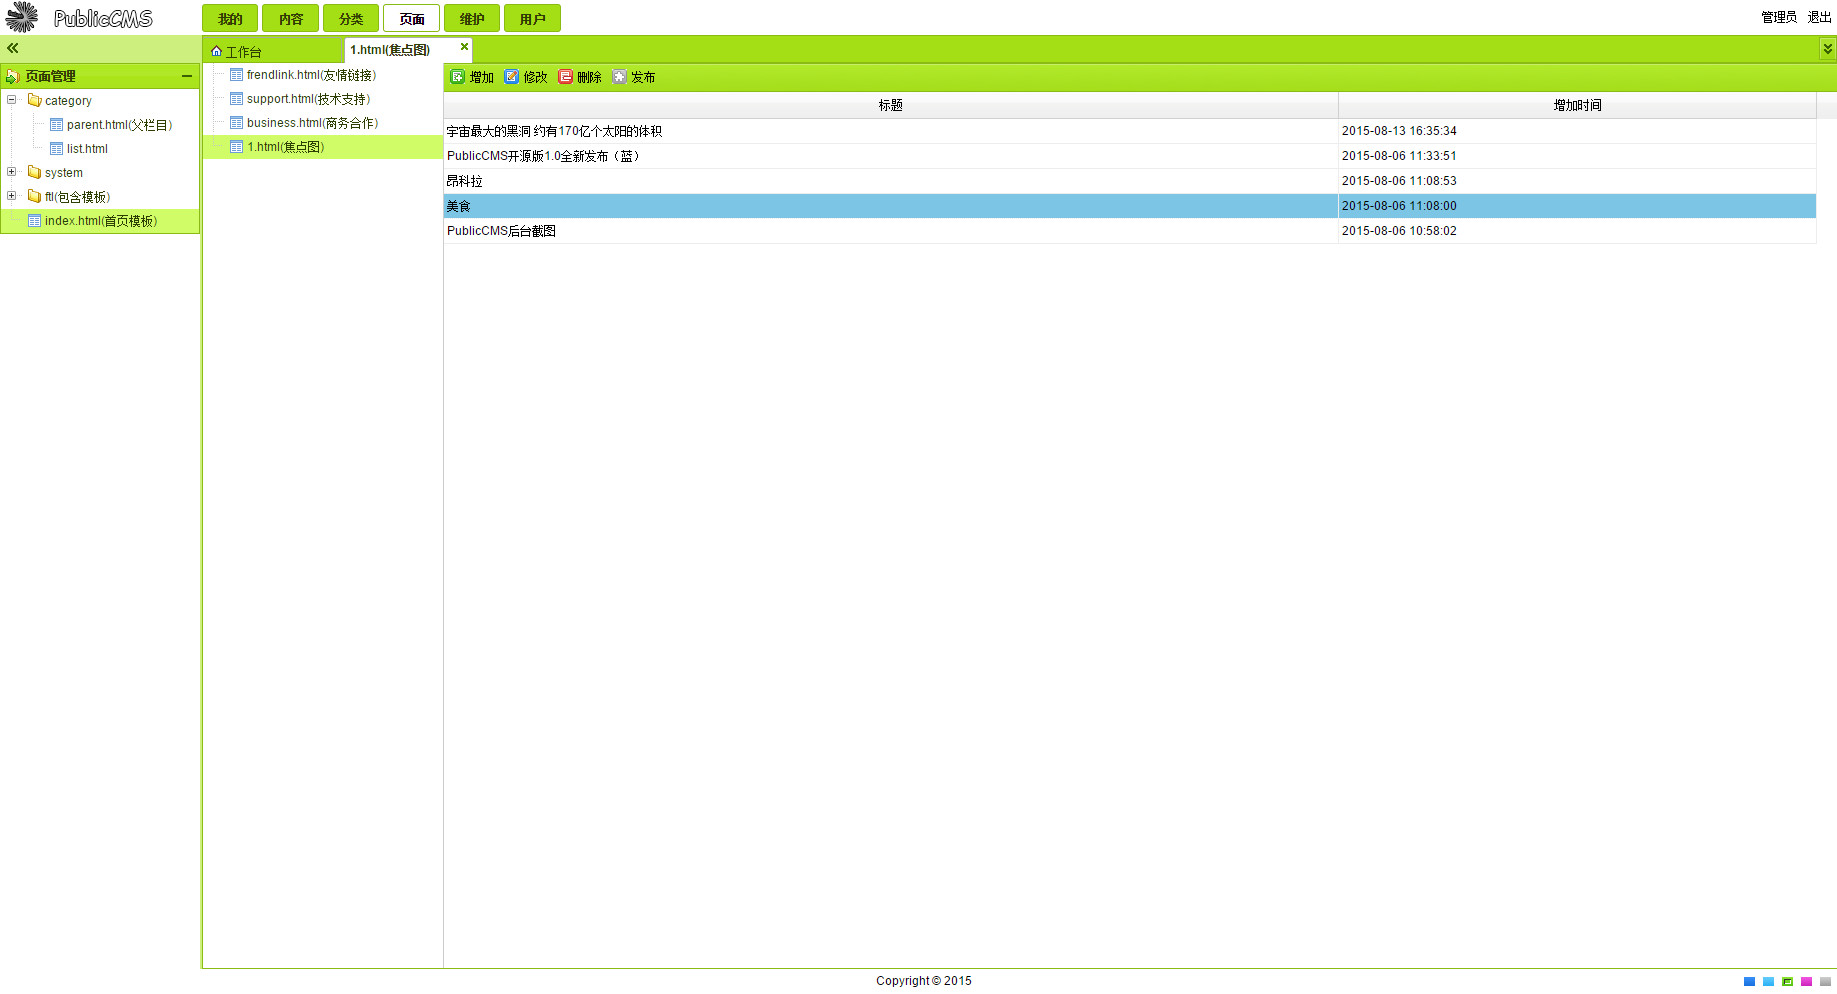 PublicCMS
我的 内容 分类 页面 维护 用户
管理员 退出
工作台
1.html(焦点图)
页面管理
category
parent.html(父栏目)
list.html
system
ftl(包含模板)
index.html(首页模板)
frendlink.html(友情链接)
support.html(技术支持)
business.html(商务合作)
1.html(焦点图)
增加 修改 删除 发布
标题 增加时间
宇宙最大的黑洞 约有170亿个太阳的体积 2015-08-13 16:35:34
PublicCMS开源版1.0全新发布（蓝） 2015-08-06 11:33:51
昂科拉 2015-08-06 11:08:53
美食 2015-08-06 11:08:00
PublicCMS后台截图 2015-08-06 10:58:02
Copyright © 2015